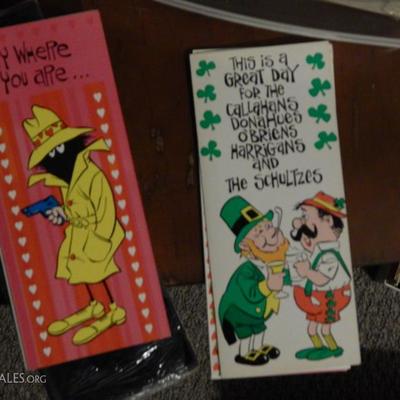 Y WHERE
YOU ARE...
THIS IS A
GREAT DAY
FOR THE
CALLAHANS
DONAHUES
O'BRIENS
HARRIGANS
AND
THE SCHULTZES
ALES.ORG